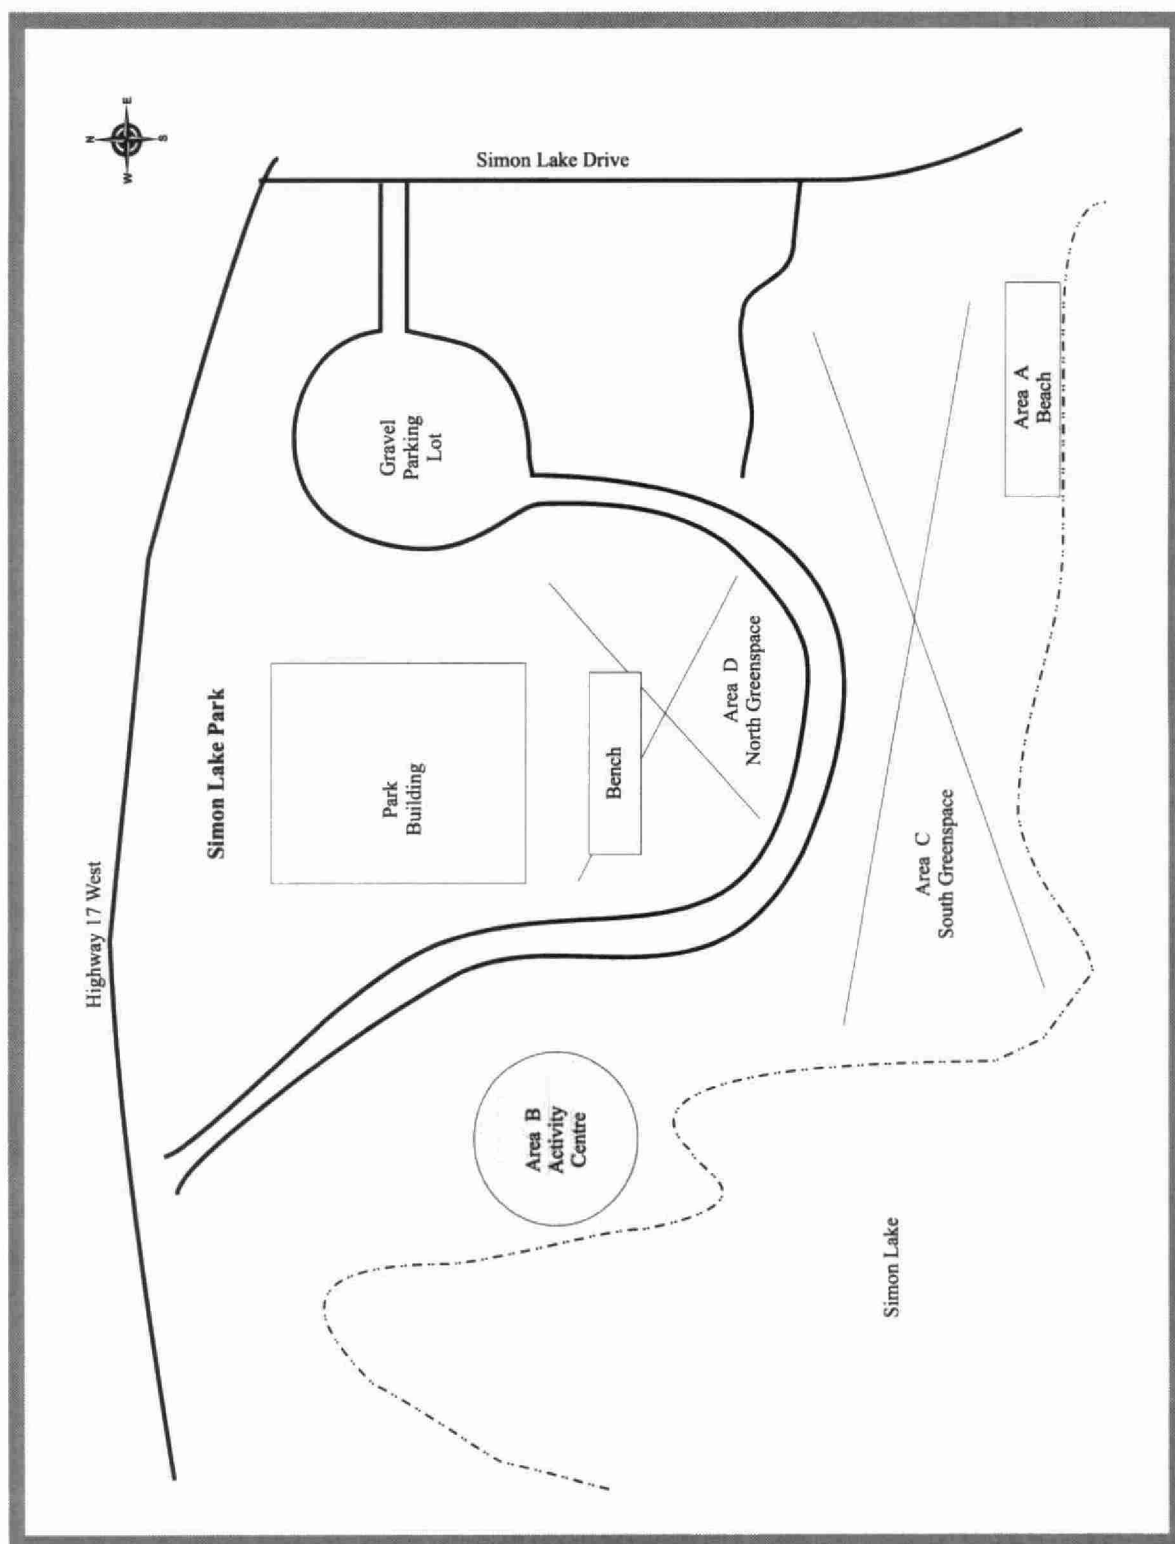 N
E
S
W
Simon Lake Drive
Highway 17 West
Simon Lake Park
Gravel
Parking
Lot
Park
Building
Bench
Area D
North Greenspace
Area A
Beach
Area C
South Greenspace
Area B
Activity
Centre
Simon Lake